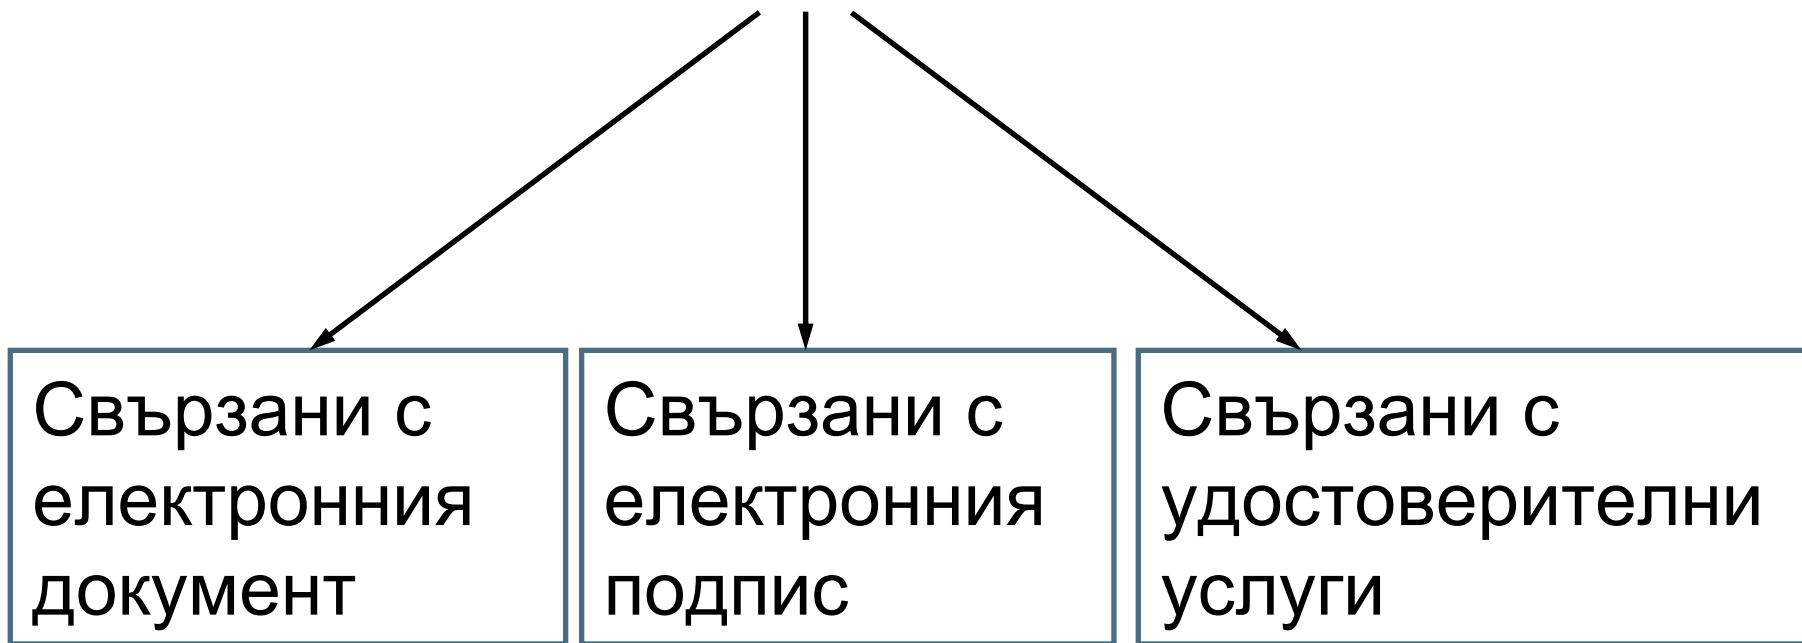 Свързани с
електронния
документ
Свързани с
електронния
подпис
Свързани с
удостоверителни
услуги